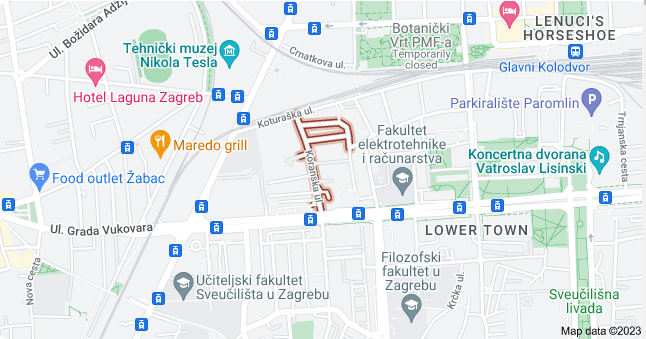 Ul. Božidara Adži
Tehnički muzej
Nikola Tesla
Crnatkova ul.
Botanički
Vrt PMF-a
Temporarily
closed
LENUCI'S
HORSESHOE
Glavni Kolodvor
Hotel Laguna Zagreb
Koturaška ul.
Parkiralište Paromlin
Trnjanska cesta
Maredo grill
Fakultet
elektrotehnike
i računarstva
Koranska ul.
Koncertna dvorana
Vatroslav Lisinski
Food outlet Žabac
Ul. Grada Vukovara
LOWER TOWN
Nova cesta
Učiteljski fakultet
Sveučilišta u Zagrebu
Filozofski
fakultet u
Zagrebu
Krčka ul.
Sveučilišna
livada
Map data ©2023